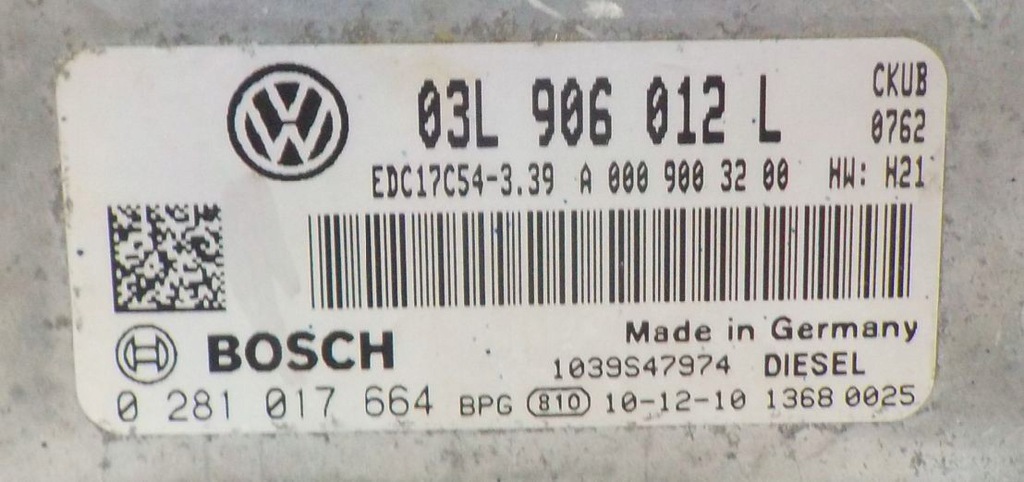 03L 906 012 L CKUB
0762
EDC17C54-3.39 A 000 900 32 00 HW: H21
Made in Germany
BOSCH 1039S47974 DIESEL
0 281 017 664 BPG 810 10-12-10 1368 0025